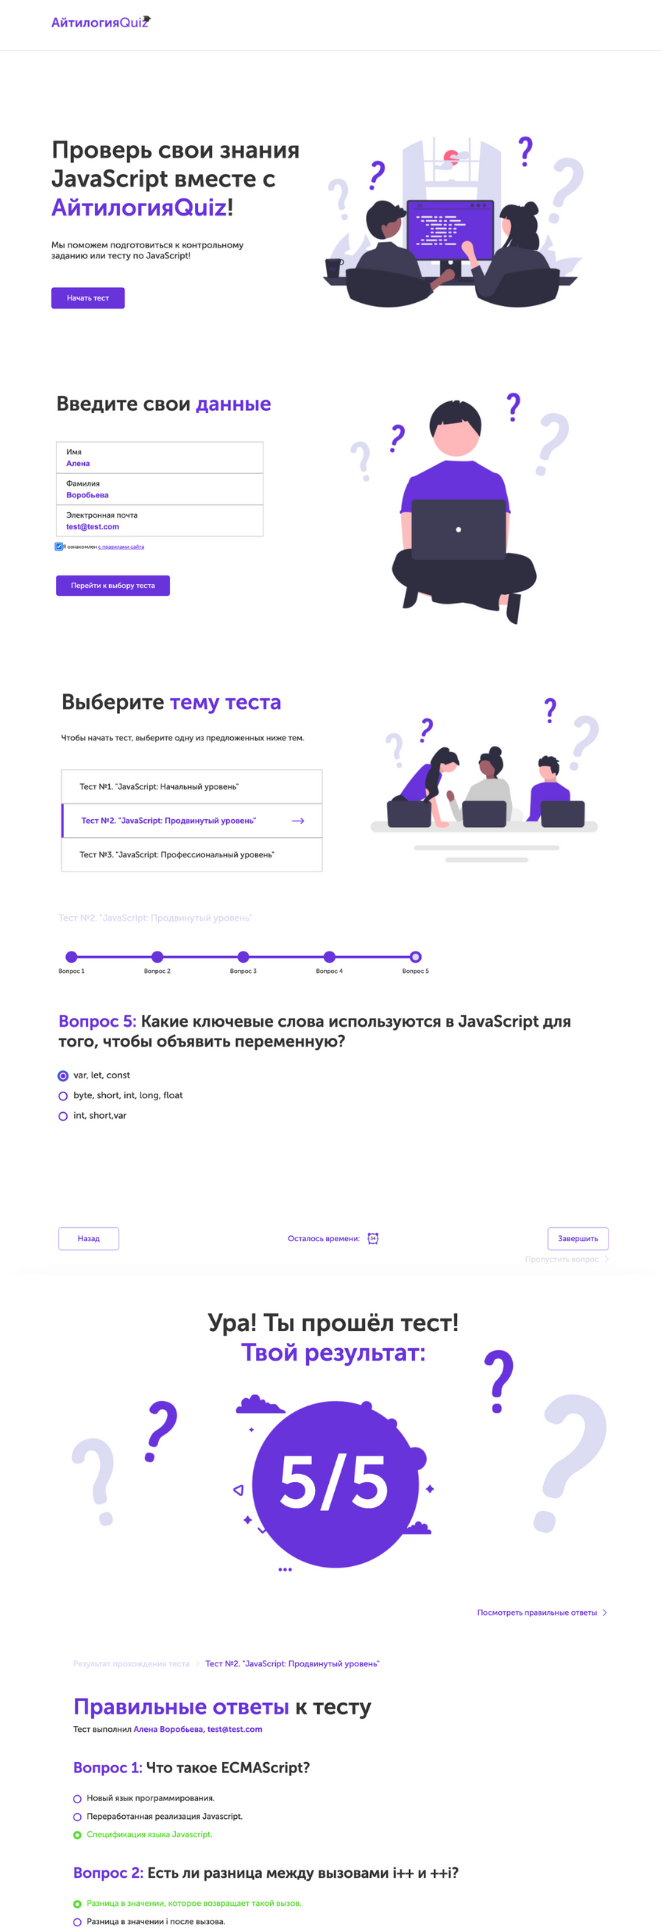 АйтилогияQuiz
Проверь свои знания
JavaScript вместе с
АйтилогияQuiz!
Мы поможем подготовиться к контрольному
заданию или тесту по JavaScript!
Начать тест
Введите свои данные
Имя
Алена
Фамилия
Воробьева
Электронная почта
test@test.com
Я ознакомлен с правилами сайта
Перейти к выбору теста
Выберите тему теста
Чтобы начать тест, выберите одну из предложенных ниже тем.
Тест №1. "JavaScript: Начальный уровень"
Тест №2. "JavaScript: Продвинутый уровень"
Тест №3. "JavaScript: Профессиональный уровень"
Тест №2. "JavaScript: Продвинутый уровень"
Вопрос 1 Вопрос 2 Вопрос 3 Вопрос 4 Вопрос 5
Вопрос 5: Какие ключевые слова используются в JavaScript для
того, чтобы объявить переменную?
var, let, const
byte, short, int, long, float
int, short,var
Назад Осталось времени: Завершить
Пропустить вопрос
Ура! Ты прошёл тест!
Твой результат:
5/5
Посмотреть правильные ответы
Результат прохождения теста > Тест №2. "JavaScript: Продвинутый уровень"
Правильные ответы к тесту
Тест выполнил Алена Воробьева, test@test.com
Вопрос 1: Что такое ECMAScript?
Новый язык программирования.
Переработанная реализация Javascript.
Спецификация языка Javascript.
Вопрос 2: Есть ли разница между вызовами i++ и ++i?
Разница в значении, которое возвращает такой вызов.
Разница в значении i после вызова.